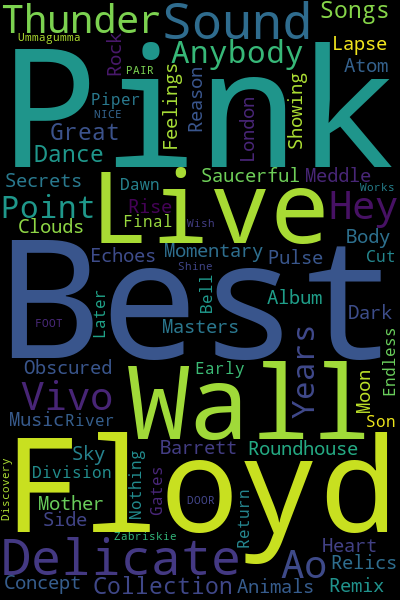 Thunder Sound Songs
Ummagumma Rock PAIR Anybody Lapse
Atom
Pink
Piper NICE Feelings Reason London Showing
Great
Dance
Secrets Dawn Saucerful Meddle Works
Live
Point Rise Hey
Clouds Final Wish
Echoes Momentary Pulse Body
Shine Cut
Best
FOOT Later Masters Bell Album Dark
Obscured Early Years Endless
Vivo Wall Moon
Music River Son
Barrett Roundhouse
Floyd
Discovery Sky
Division Nothing Gates DOOR
Mother
Side Zabriskie Return
Delicate Ao Heart
Relics
Concept Collection Animals Remix